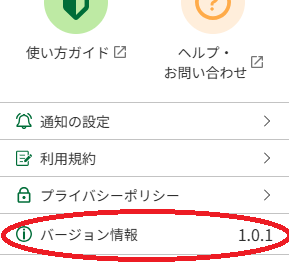 使い方ガイド
ヘルプ・
お問い合わせ
通知の設定
利用規約
プライバシーポリシー
バージョン情報 1.0.1